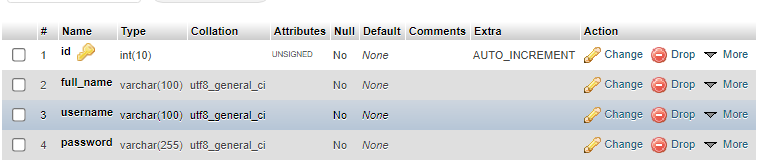 # Name Type Collation Attributes Null Default Comments Extra Action
1 id int(10) UNSIGNED No None AUTO_INCREMENT Change Drop More
2 full_name varchar(100) utf8_general_ci No None Change Drop More
3 username varchar(100) utf8_general_ci No None Change Drop More
4 password varchar(255) utf8_general_ci No None Change Drop More